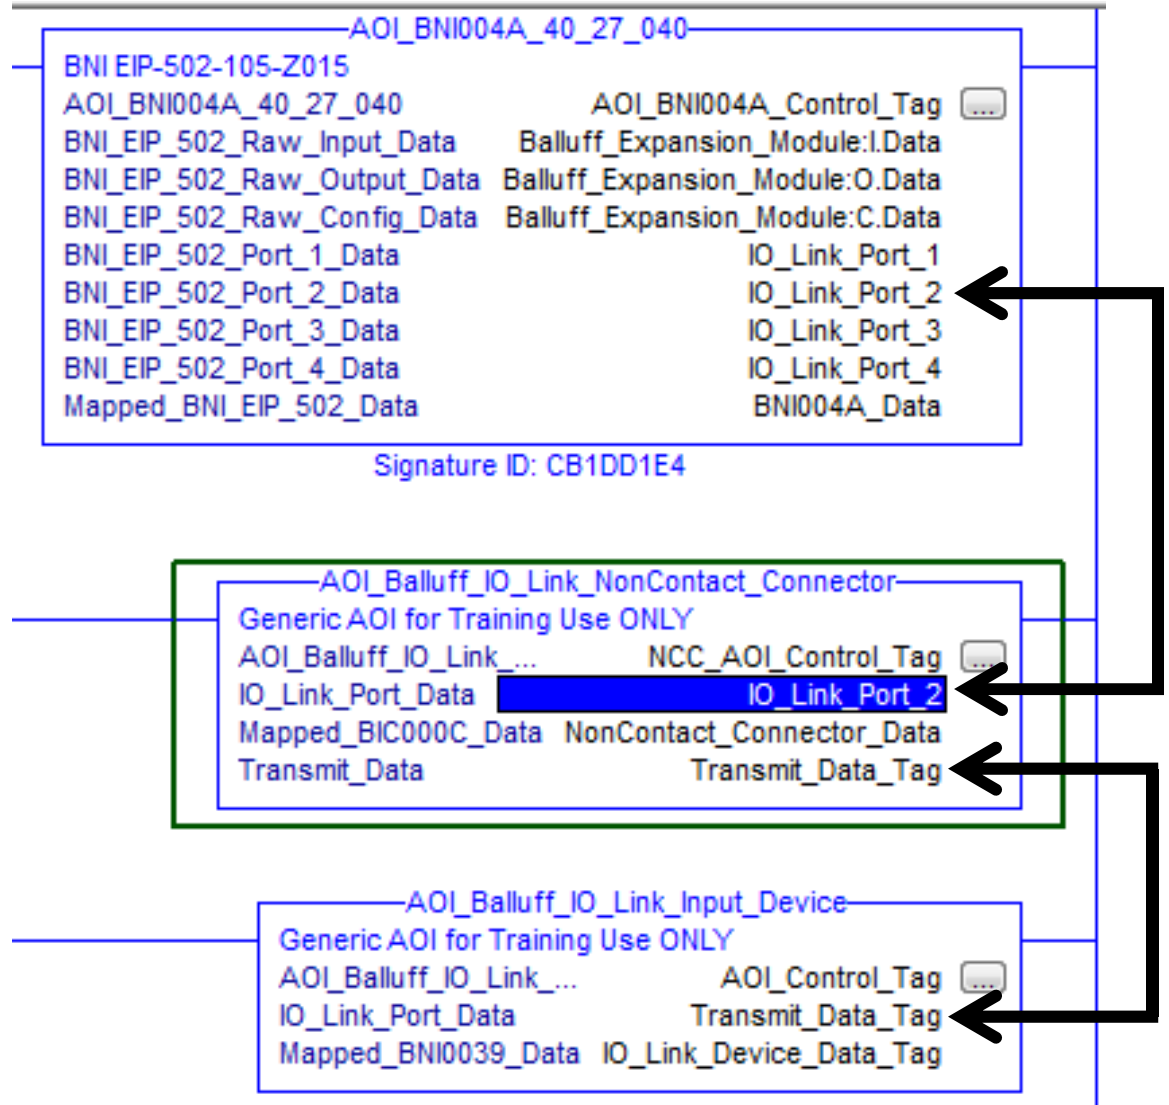 AOI_BNI004A_40_27_040
BNI EIP-502-105-Z015
AOI_BNI004A_40_27_040 AOI_BNI004A_Control_Tag ...
BNI_EIP_502_Raw_Input_Data Balluff_Expansion_Module:I.Data
BNI_EIP_502_Raw_Output_Data Balluff_Expansion_Module:O.Data
BNI_EIP_502_Raw_Config_Data Balluff_Expansion_Module:C.Data
BNI_EIP_502_Port_1_Data IO_Link_Port_1
BNI_EIP_502_Port_2_Data IO_Link_Port_2
BNI_EIP_502_Port_3_Data IO_Link_Port_3
BNI_EIP_502_Port_4_Data IO_Link_Port_4
Mapped_BNI_EIP_502_Data BNI004A_Data
Signature ID: CB1DD1E4
AOI_Balluff_IO_Link_NonContact_Connector
Generic AOI for Training Use ONLY
AOI_Balluff_IO_Link_... NCC_AOI_Control_Tag ...
IO_Link_Port_Data IO_Link_Port_2
Mapped_BIC000C_Data NonContact_Connector_Data
Transmit_Data Transmit_Data_Tag
AOI_Balluff_IO_Link_Input_Device
Generic AOI for Training Use ONLY
AOI_Balluff_IO_Link_... AOI_Control_Tag ...
IO_Link_Port_Data Transmit_Data_Tag
Mapped_BNI0039_Data IO_Link_Device_Data_Tag